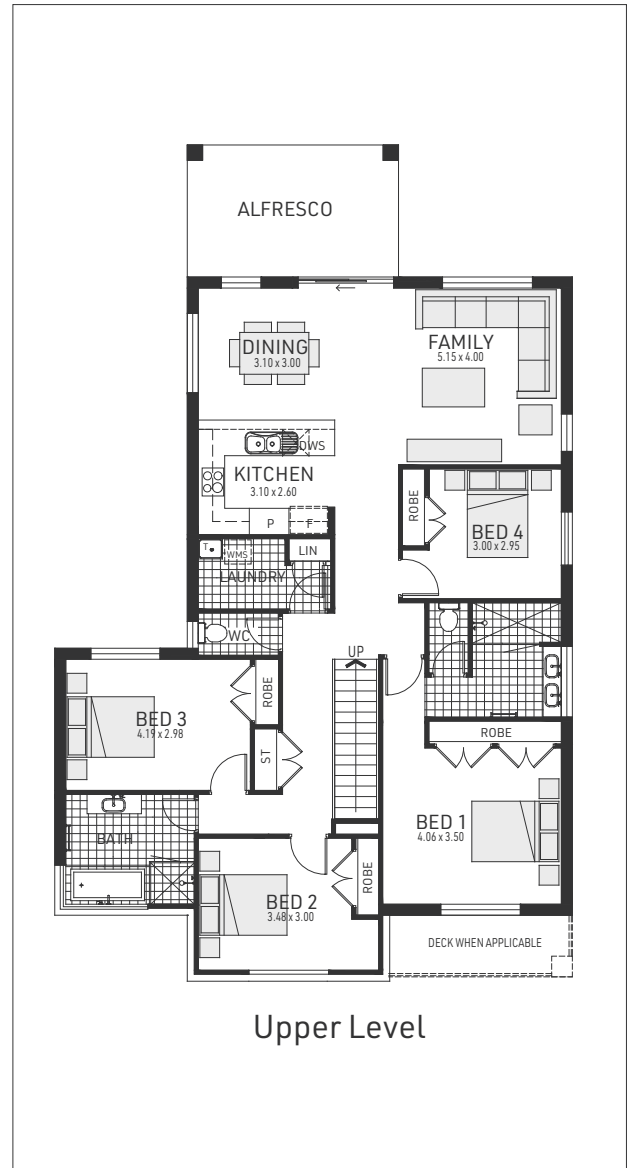 ALFRESCO
DINING
3.10 x 3.00
FAMILY
5.15 x 4.00
DWS
KITCHEN
3.10 x 2.60
P
F
ROBE
BED 4
3.00 x 2.95
T
WMS
LIN
LAUNDRY
WC
UP
BED 3
4.19 x 2.98
ROBE
ST
ROBE
BATH
BED 1
4.06 x 3.50
BED 2
3.48 x 3.00
ROBE
DECK WHEN APPLICABLE
Upper Level